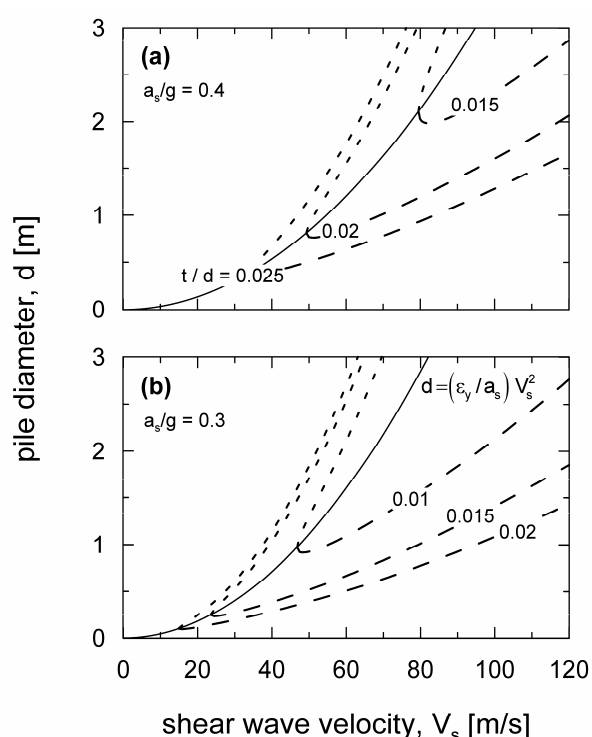 3
(a)
a_s/g = 0.4
0.015
2
1
0.02
t / d = 0.025
0
3
(b)
d=(ε_y/a_s) V_s^2
a_s/g = 0.3
2
0.01
0.015
1
0.02
0
0 20 40 60 80 100 120
pile diameter, d [m]
shear wave velocity, V_s [m/s]